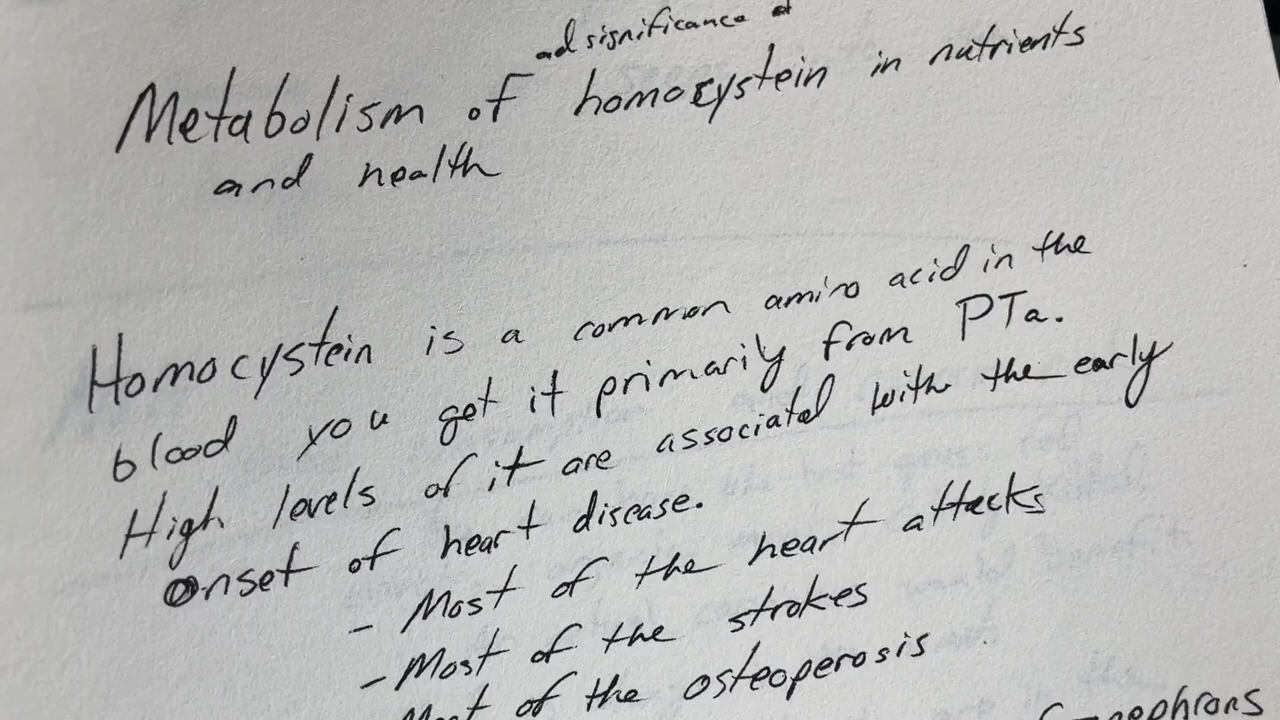 ad significance of
Metabolism of homocystein in nutrients
and health
Homocystein is a common amino acid in the
blood you get it primarily from PTa.
High levels of it are associated with the early
onset of heart disease.
- Most of the heart attacks
- Most of the strokes
Most of the osteoperosis